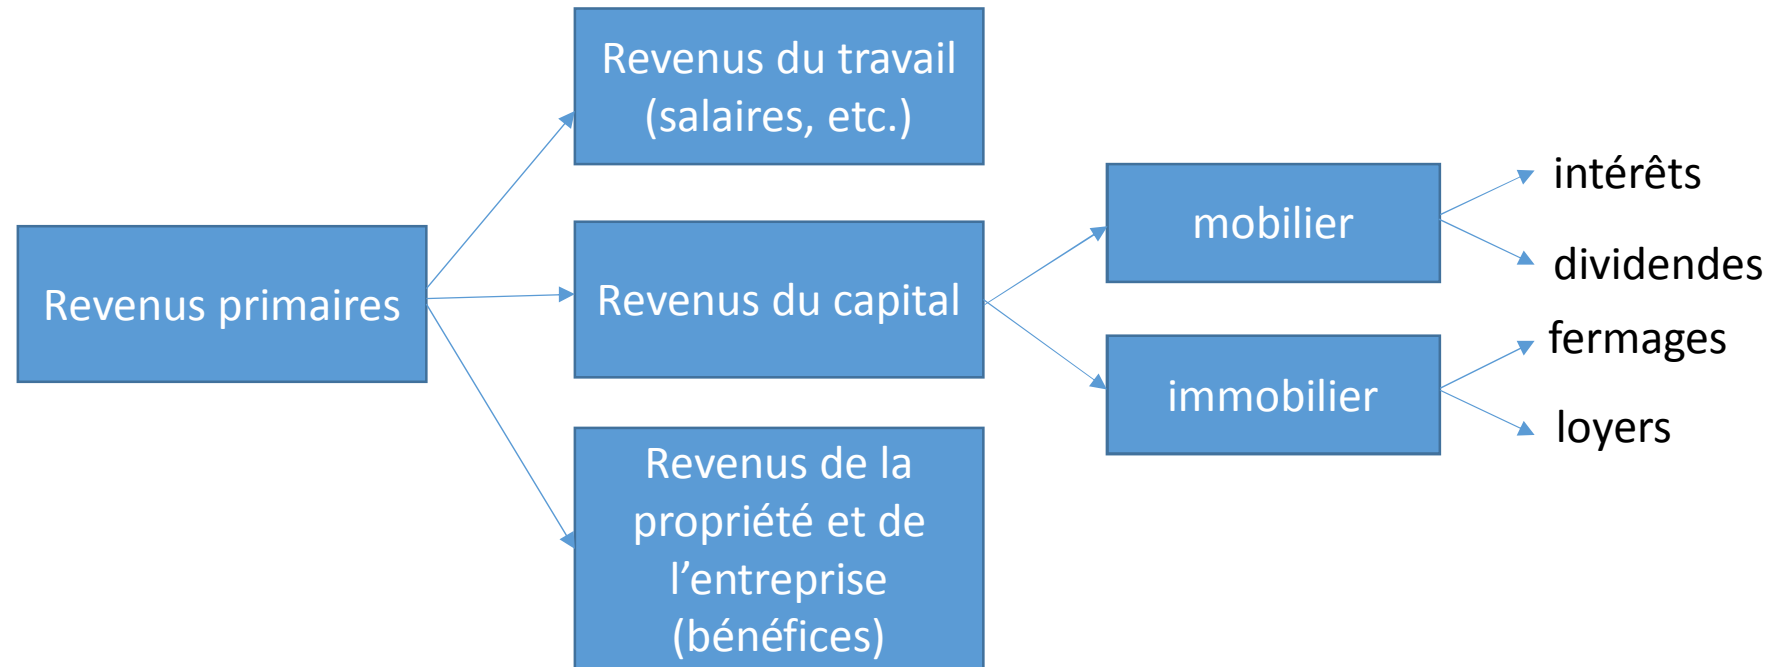 Revenus primaires
Revenus du travail
(salaires, etc.)
Revenus du capital
Revenus de la
propriété et de
l’entreprise
(bénéfices)
mobilier
immobilier
intérêts
dividendes
fermages
loyers